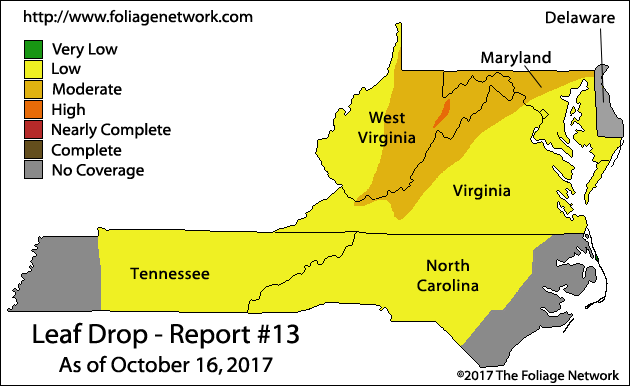 http://www.foliagenetwork.com
Very Low
Low
Moderate
High
Nearly Complete
Complete
No Coverage
Delaware
Maryland
West
Virginia
Virginia
Tennessee
North
Carolina
Leaf Drop - Report #13
As of October 16, 2017
©2017 The Foliage Network